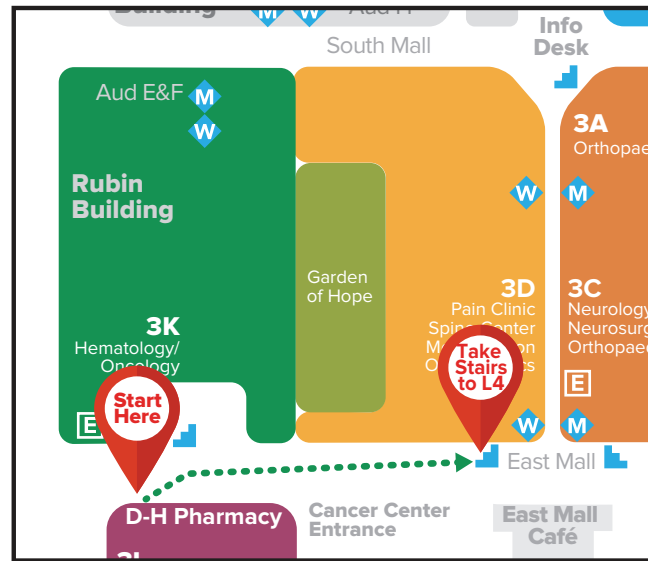 Building
M
W
Aud H
South Mall
Info
Desk
Aud E&F
M
W
3A
Orthopae
Rubin
Building
W
M
Garden
of Hope
3D
Pain Clinic
Center
3C
Neurology
Neurosurg
Orthopaed
3K
Hematology/
Oncology
Take
Stairs
to L4
Start
Here
E
E
W
M
East Mall
D-H Pharmacy
Cancer Center
Entrance
East Mall
Café